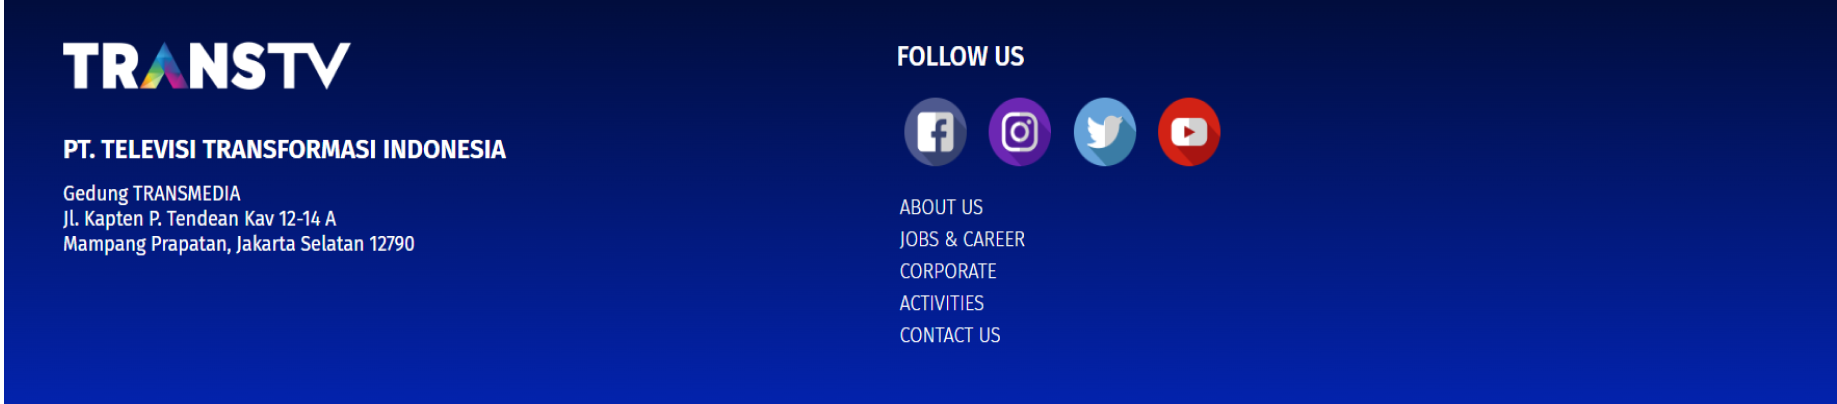 TRANSTV
PT. TELEVISI TRANSFORMASI INDONESIA
Gedung TRANSMEDIA
Jl. Kapten P. Tendean Kav 12-14 A
Mampang Prapatan, Jakarta Selatan 12790
FOLLOW US
ABOUT US
JOBS & CAREER
CORPORATE
ACTIVITIES
CONTACT US